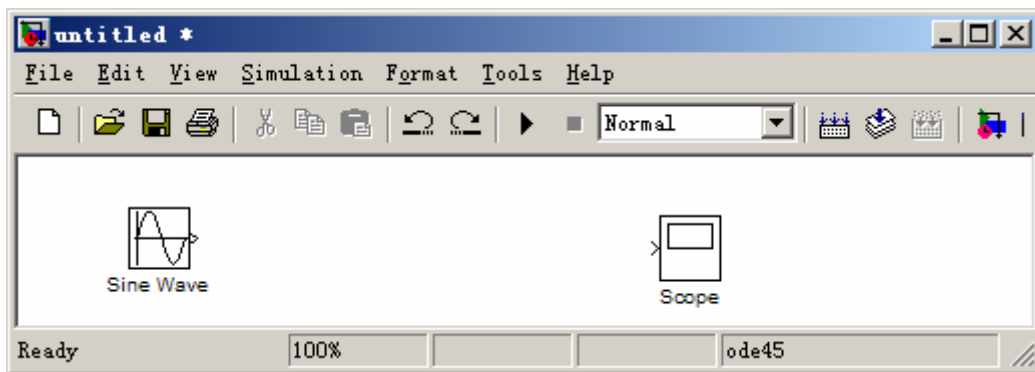 untitled *
File Edit View Simulation Format Tools Help
Normal
Sine Wave
Scope
Ready 100% ode45